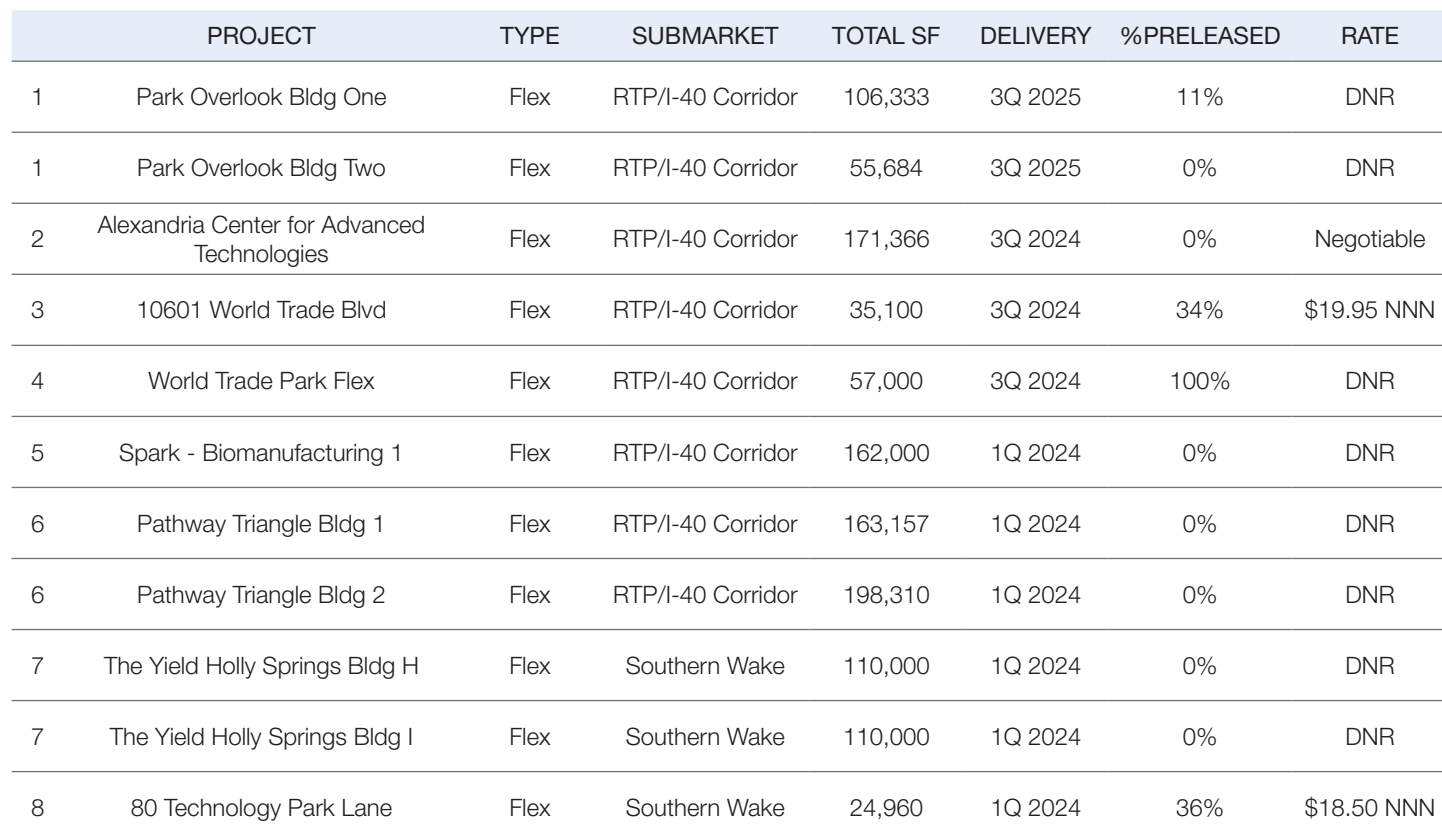 PROJECT TYPE SUBMARKET TOTAL SF DELIVERY %PRELEASED RATE
1 Park Overlook Bldg One Flex RTP/I-40 Corridor 106,333 3Q 2025 11% DNR
1 Park Overlook Bldg Two Flex RTP/I-40 Corridor 55,684 3Q 2025 0% DNR
2 Alexandria Center for Advanced
Technologies Flex RTP/I-40 Corridor 171,366 3Q 2024 0% Negotiable
3 10601 World Trade Blvd Flex RTP/I-40 Corridor 35,100 3Q 2024 34% $19.95 NNN
4 World Trade Park Flex Flex RTP/I-40 Corridor 57,000 3Q 2024 100% DNR
5 Spark - Biomanufacturing 1 Flex RTP/I-40 Corridor 162,000 1Q 2024 0% DNR
6 Pathway Triangle Bldg 1 Flex RTP/I-40 Corridor 163,157 1Q 2024 0% DNR
6 Pathway Triangle Bldg 2 Flex RTP/I-40 Corridor 198,310 1Q 2024 0% DNR
7 The Yield Holly Springs Bldg H Flex Southern Wake 110,000 1Q 2024 0% DNR
7 The Yield Holly Springs Bldg I Flex Southern Wake 110,000 1Q 2024 0% DNR
8 80 Technology Park Lane Flex Southern Wake 24,960 1Q 2024 36% $18.50 NNN